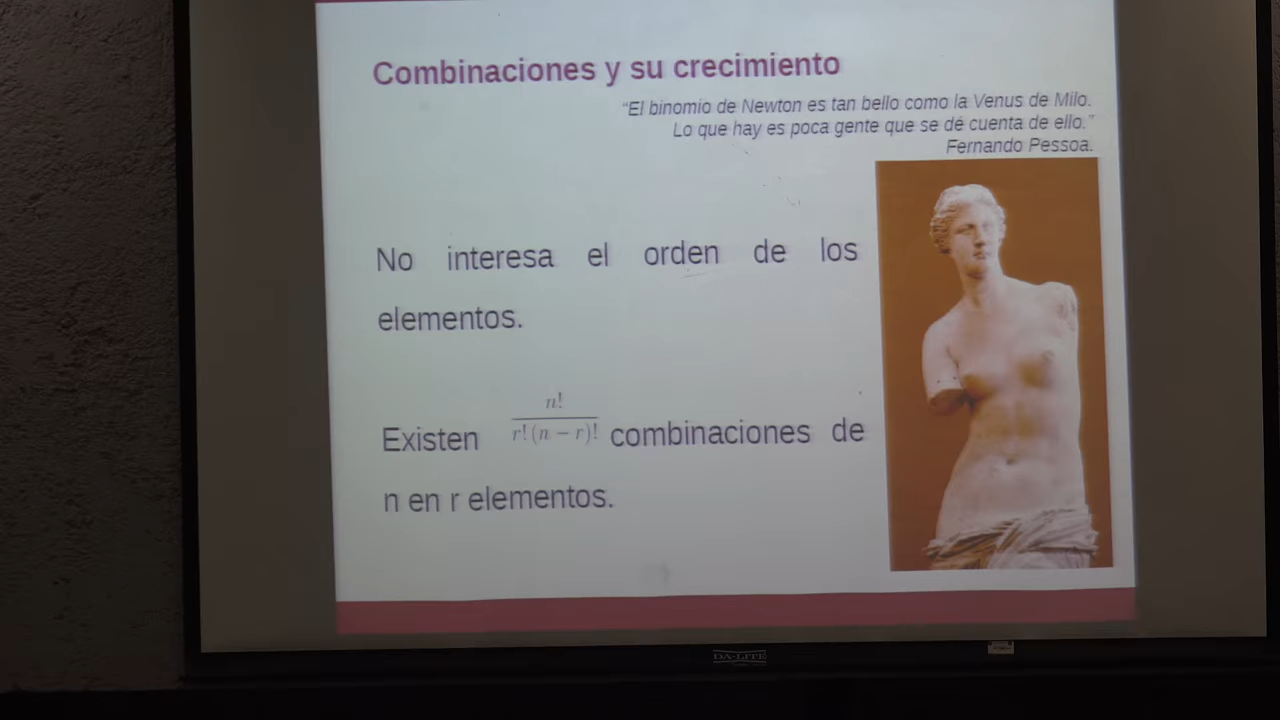 Combinaciones y su crecimiento
“El binomio de Newton es tan bello como la Venus de Milo.
Lo que hay es poca gente que se dé cuenta de ello.”
Fernando Pessoa.
No interesa el orden de los
elementos.
Existen n! / r!(n − r)! combinaciones de
n en r elementos.
DA-LITE